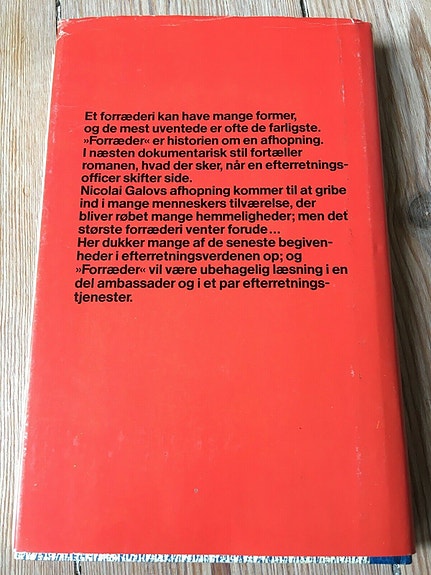 Et forræderi kan have mange former,
og de mest uventede er ofte de farligste.
»Forræder« er historien om en afhopning.
I næsten dokumentarisk stil fortæller
romanen, hvad der sker, når en efterretnings-
officer skifter side.
Nicolai Galovs afhopning kommer til at gribe
ind i mange menneskers tilværelse, der
bliver røbet mange hemmeligheder; men det
største forræderi venter forude...
Her dukker mange af de seneste begiven-
heder i efterretningsverdenen op; og
»Forræder« vil være ubehagelig læsning i en
del ambassader og i et par efterretnings-
tjenester.